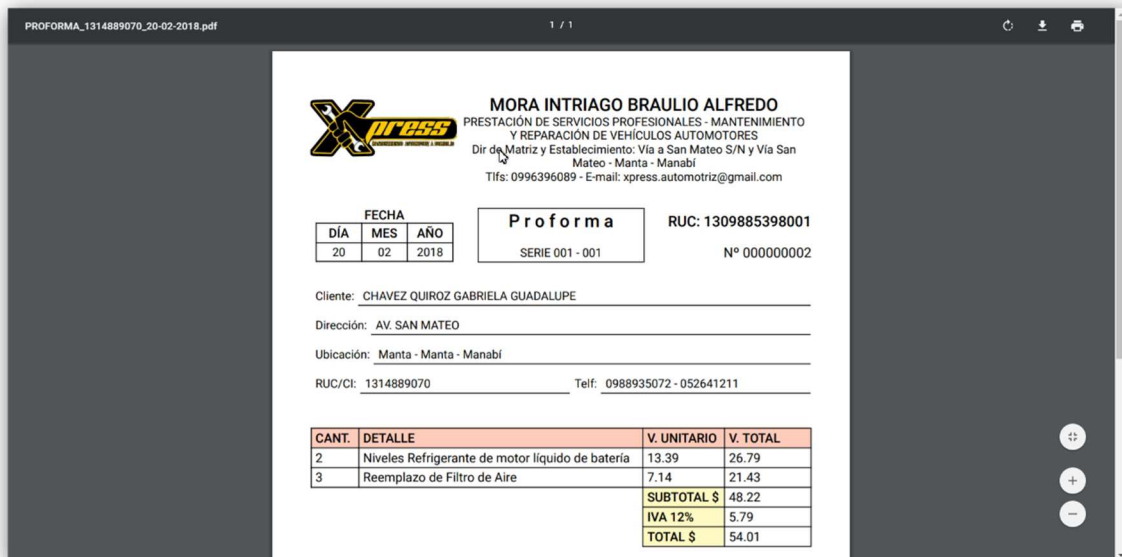 PROFORMA_1314889070_20-02-2018.pdf
1 / 1
Xpress
MORA INTRIAGO BRAULIO ALFREDO
PRESTACIÓN DE SERVICIOS PROFESIONALES - MANTENIMIENTO
Y REPARACIÓN DE VEHÍCULOS AUTOMOTORES
Dir de Matriz y Establecimiento: Vía a San Mateo S/N y Vía San
Mateo - Manta - Manabí
Tlfs: 0996396089 - E-mail: xpress.automotriz@gmail.com
FECHA
DÍA MES AÑO
20 02 2018
Proforma
SERIE 001 - 001
RUC: 1309885398001
Nº 000000002
Cliente: CHAVEZ QUIROZ GABRIELA GUADALUPE
Dirección: AV. SAN MATEO
Ubicación: Manta - Manta - Manabí
RUC/CI: 1314889070 Telf: 0988935072 - 052641211
CANT. DETALLE V. UNITARIO V. TOTAL
2 Niveles Refrigerante de motor líquido de batería 13.39 26.79
3 Reemplazo de Filtro de Aire 7.14 21.43
SUBTOTAL $ 48.22
IVA 12% 5.79
TOTAL $ 54.01